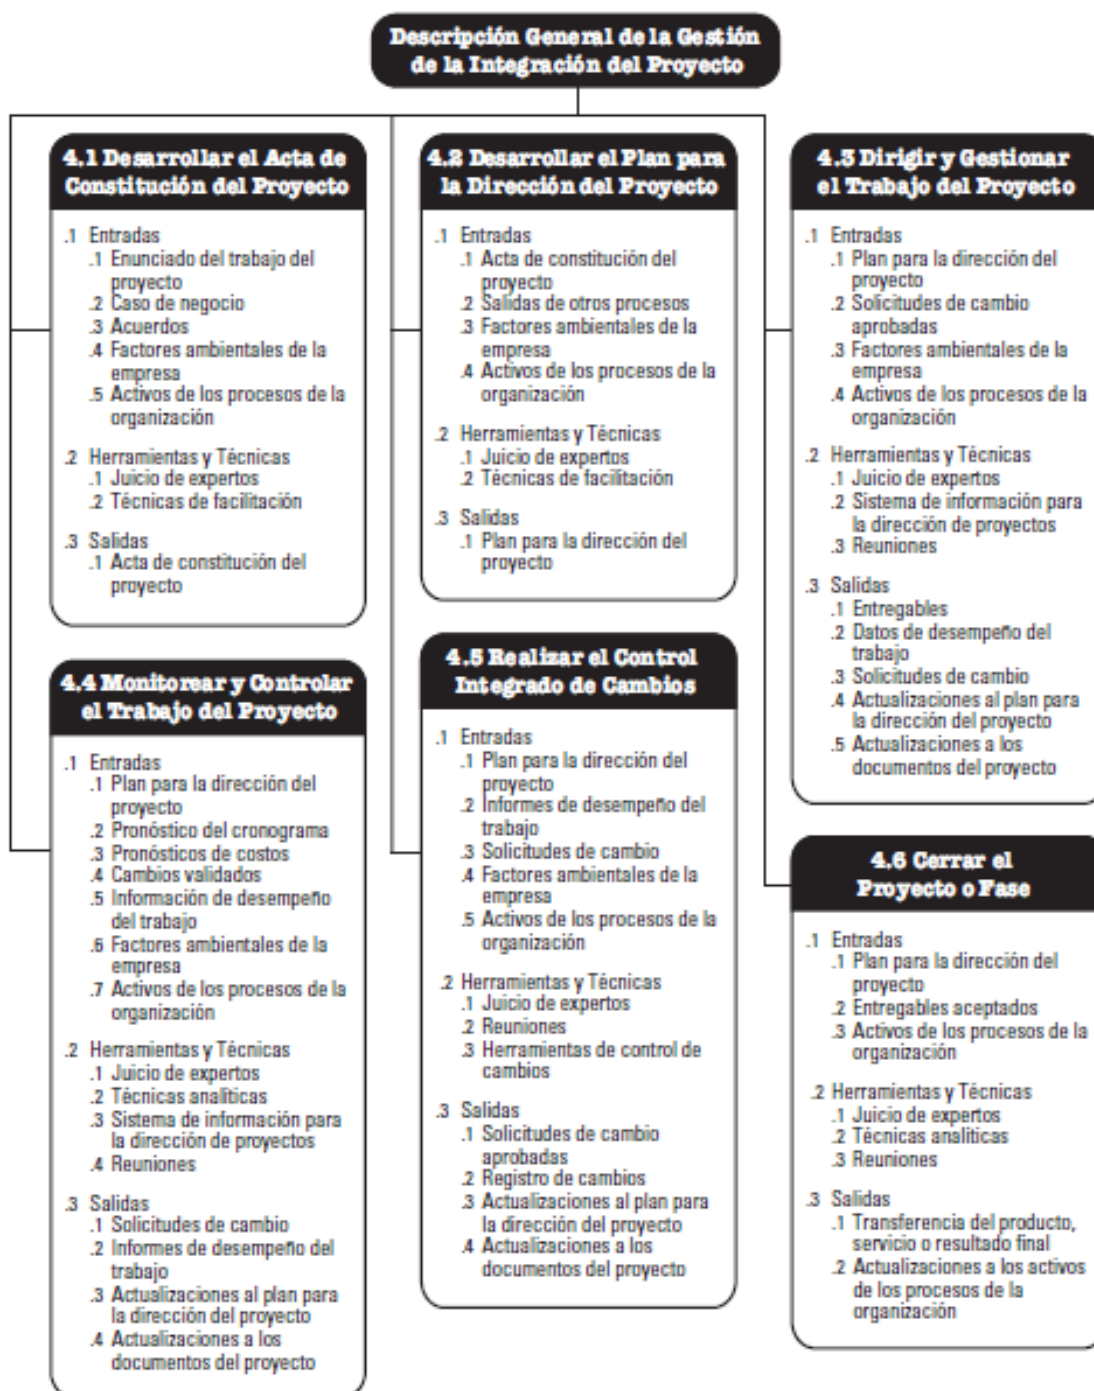 Descripción General de la Gestión
de la Integración del Proyecto
4.1 Desarrollar el Acta de
Constitución del Proyecto
.1 Entradas
.1 Enunciado del trabajo del
proyecto
.2 Caso de negocio
.3 Acuerdos
.4 Factores ambientales de la
empresa
.5 Activos de los procesos de la
organización
.2 Herramientas y Técnicas
.1 Juicio de expertos
.2 Técnicas de facilitación
.3 Salidas
.1 Acta de constitución del
proyecto
4.2 Desarrollar el Plan para
la Dirección del Proyecto
.1 Entradas
.1 Acta de constitución del
proyecto
.2 Salidas de otros procesos
.3 Factores ambientales de la
empresa
.4 Activos de los procesos de la
organización
.2 Herramientas y Técnicas
.1 Juicio de expertos
.2 Técnicas de facilitación
.3 Salidas
.1 Plan para la dirección del
proyecto
4.3 Dirigir y Gestionar
el Trabajo del Proyecto
.1 Entradas
.1 Plan para la dirección del
proyecto
.2 Solicitudes de cambio
aprobadas
.3 Factores ambientales de la
empresa
.4 Activos de los procesos de la
organización
.2 Herramientas y Técnicas
.1 Juicio de expertos
.2 Sistema de información para
la dirección de proyectos
.3 Reuniones
.3 Salidas
.1 Entregables
.2 Datos de desempeño del
trabajo
.3 Solicitudes de cambio
.4 Actualizaciones al plan para
la dirección del proyecto
.5 Actualizaciones a los
documentos del proyecto
4.4 Monitorear y Controlar
el Trabajo del Proyecto
.1 Entradas
.1 Plan para la dirección del
proyecto
.2 Pronóstico del cronograma
.3 Pronósticos de costos
.4 Cambios validados
.5 Información de desempeño
del trabajo
.6 Factores ambientales de la
empresa
.7 Activos de los procesos de la
organización
.2 Herramientas y Técnicas
.1 Juicio de expertos
.2 Técnicas analíticas
.3 Sistema de información para
la dirección de proyectos
.4 Reuniones
.3 Salidas
.1 Solicitudes de cambio
.2 Informes de desempeño del
trabajo
.3 Actualizaciones al plan para
la dirección del proyecto
.4 Actualizaciones a los
documentos del proyecto
4.5 Realizar el Control
Integrado de Cambios
.1 Entradas
.1 Plan para la dirección del
proyecto
.2 Informes de desempeño del
trabajo
.3 Solicitudes de cambio
.4 Factores ambientales de la
empresa
.5 Activos de los procesos de la
organización
.2 Herramientas y Técnicas
.1 Juicio de expertos
.2 Reuniones
.3 Herramientas de control de
cambios
.3 Salidas
.1 Solicitudes de cambio
aprobadas
.2 Registro de cambios
.3 Actualizaciones al plan para
la dirección del proyecto
.4 Actualizaciones a los
documentos del proyecto
4.6 Cerrar el
Proyecto o Fase
.1 Entradas
.1 Plan para la dirección del
proyecto
.2 Entregables aceptados
.3 Activos de los procesos de la
organización
.2 Herramientas y Técnicas
.1 Juicio de expertos
.2 Técnicas analíticas
.3 Reuniones
.3 Salidas
.1 Transferencia del producto,
servicio o resultado final
.2 Actualizaciones a los activos
de los procesos de la
organización